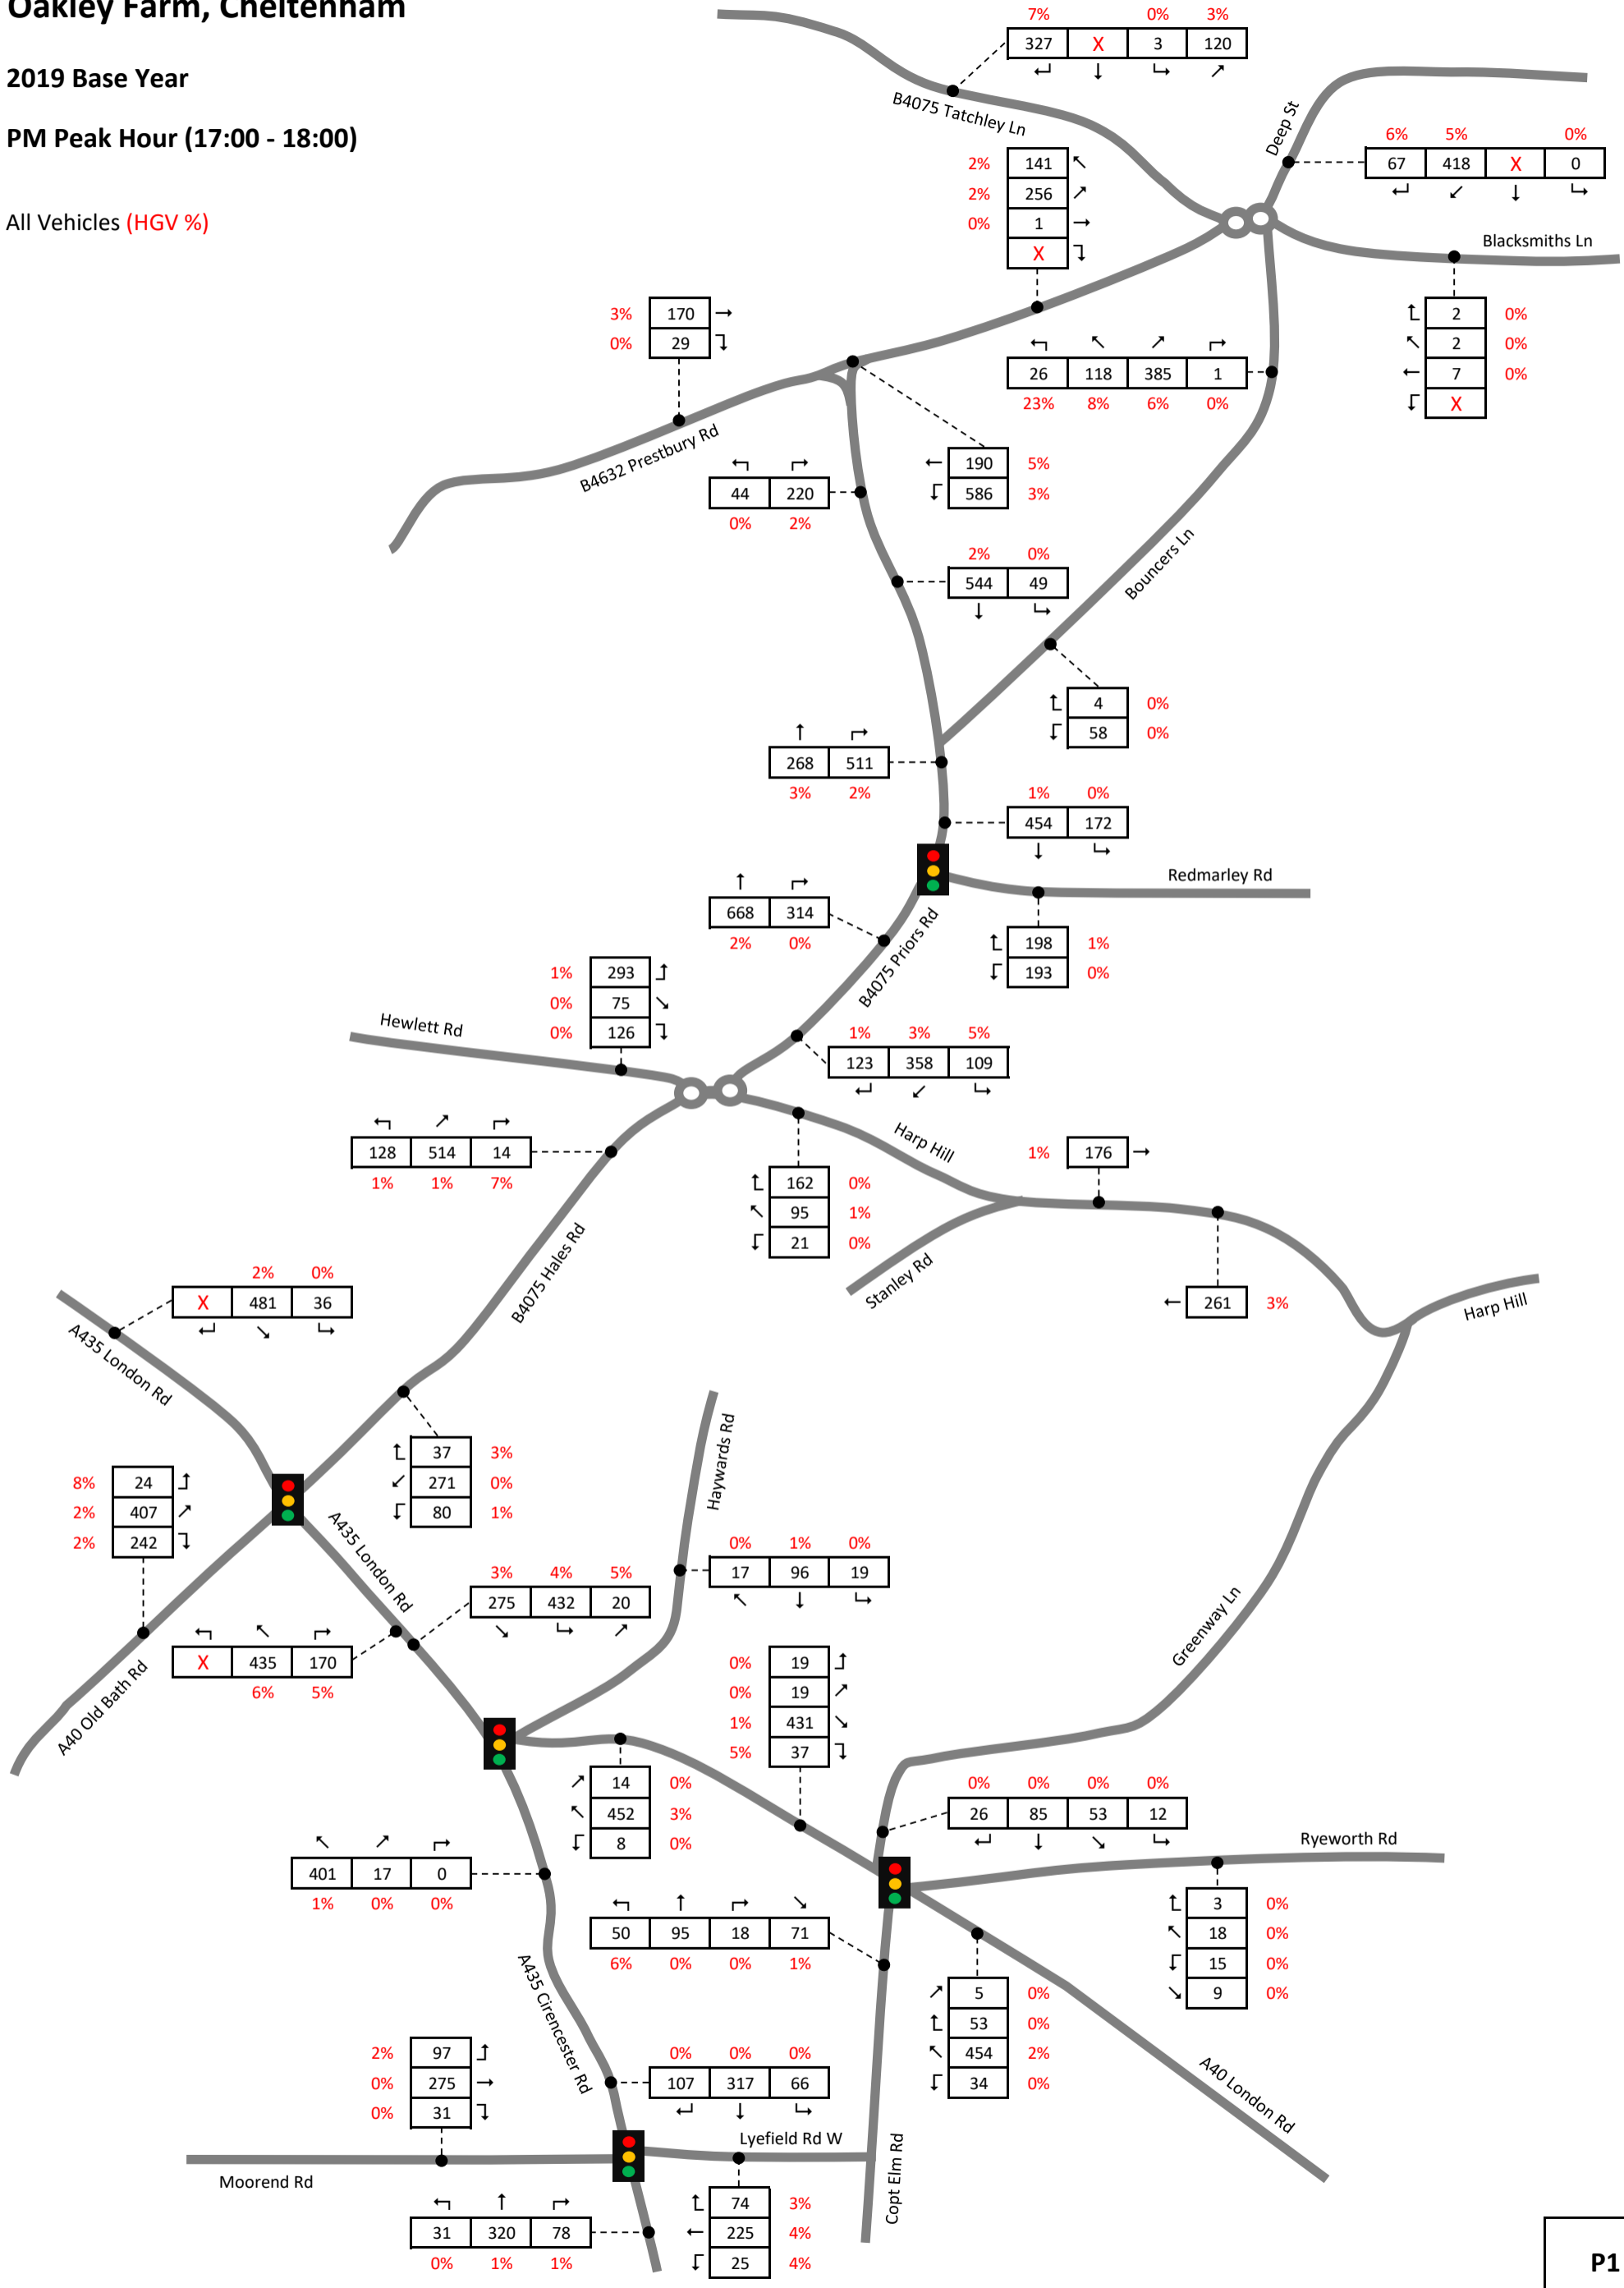 Oakley Farm, Cheltenham
2019 Base Year
PM Peak Hour (17:00 - 18:00)
All Vehicles (HGV %)
7% 0% 3%
327 X 3 120
B4075 Tatchley Ln
Deep St
6% 5% 0%
67 418 X 0
2% 141
2% 256
0% 1
X
Blacksmiths Ln
2 0%
2 0%
7 0%
X
3% 170
0% 29
26 118 385 1
23% 8% 6% 0%
B4632 Prestbury Rd
190 5%
586 3%
44 220
0% 2%
Bouncers Ln
2% 0%
544 49
4 0%
58 0%
268 511
3% 2%
1% 0%
454 172
Redmarley Rd
668 314
2% 0%
B4075 Priors Rd
198 1%
193 0%
1% 293
0% 75
0% 126
Hewlett Rd
1% 3% 5%
123 358 109
128 514 14
1% 1% 7%
Harp Hill
1% 176
162 0%
95 1%
21 0%
B4075 Hales Rd
Stanley Rd
261 3%
Harp Hill
2% 0%
X 481 36
A435 London Rd
37 3%
271 0%
80 1%
Haywards Rd
8% 24
2% 407
2% 242
A435 London Rd
0% 1% 0%
17 96 19
3% 4% 5%
275 432 20
X 435 170
6% 5%
A40 Old Bath Rd
Greenway Ln
0% 19
0% 19
1% 431
5% 37
14 0%
452 3%
8 0%
0% 0% 0% 0%
26 85 53 12
Ryeworth Rd
401 17 0
1% 0% 0%
50 95 18 71
6% 0% 0% 1%
3 0%
18 0%
15 0%
9 0%
A435 Cirencester Rd
5 0%
53 0%
454 2%
34 0%
A40 London Rd
2% 97
0% 275
0% 31
0% 0% 0%
107 317 66
Lyefield Rd W
Moorend Rd
Copt Elm Rd
31 320 78
0% 1% 1%
74 3%
225 4%
25 4%
P1